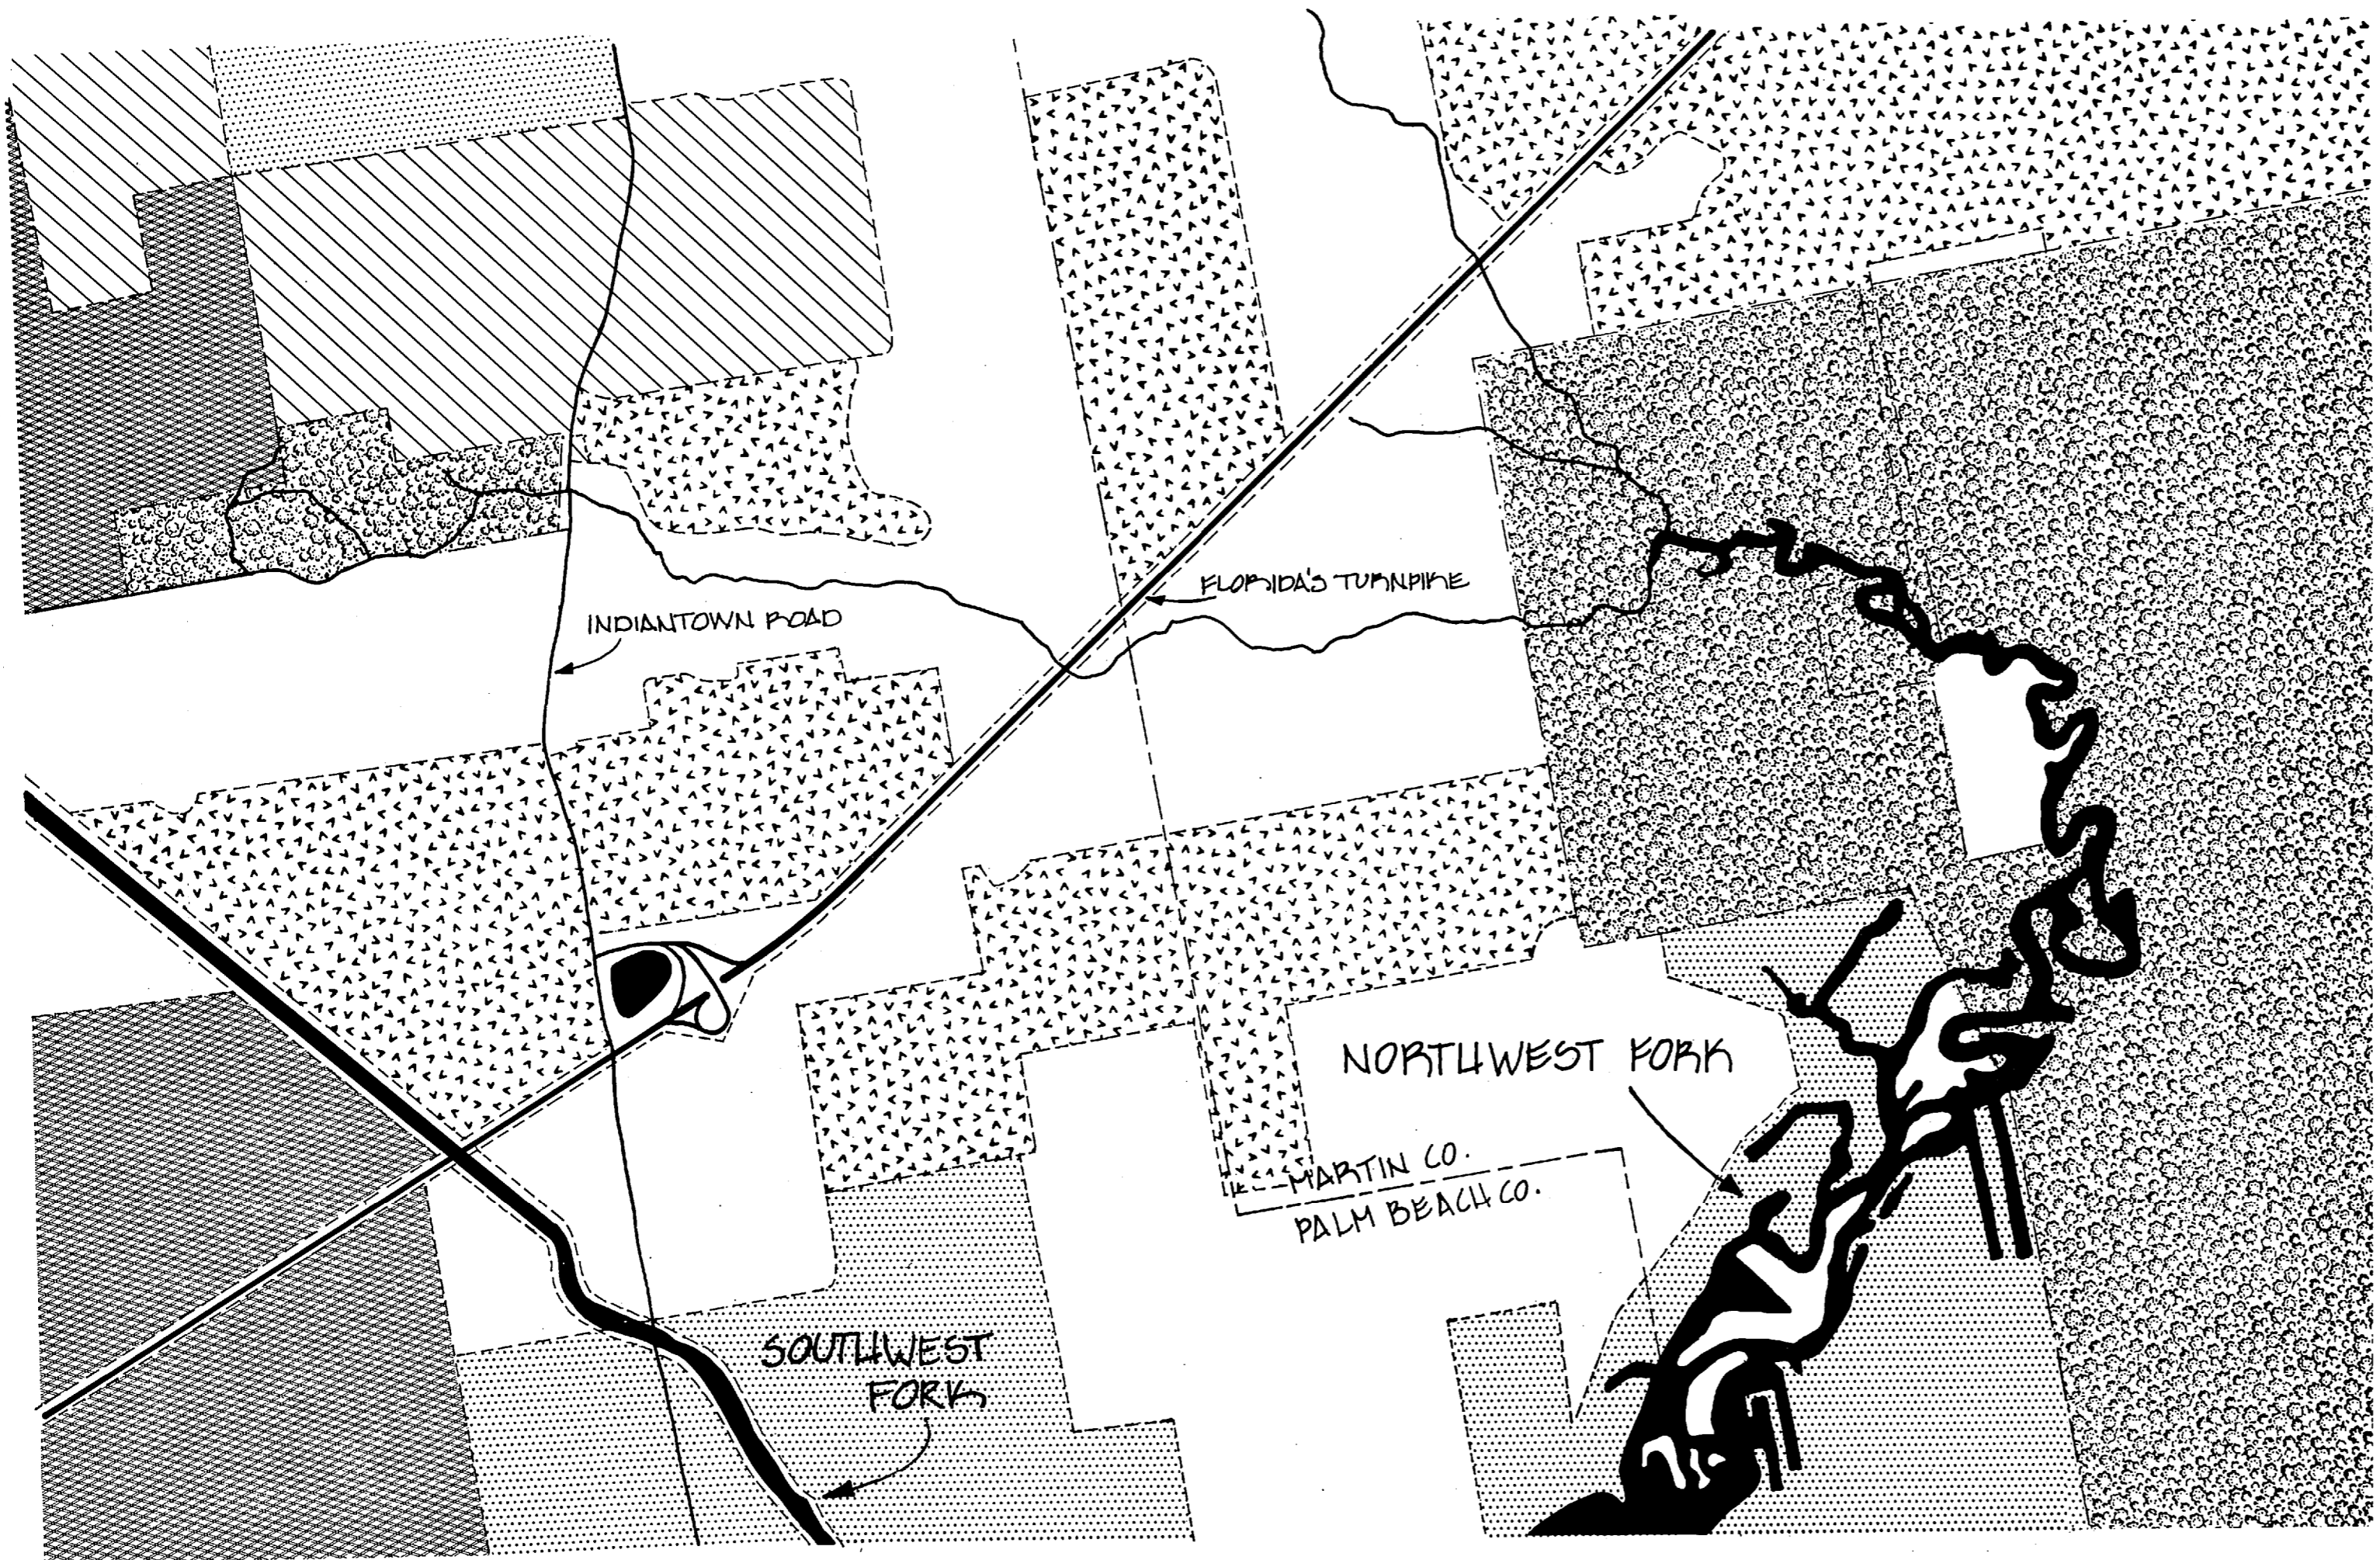 FLORIDA'S TURNPIKE
INDIANTOWN ROAD
NORTHWEST FORK
MARTIN CO.
PALM BEACH CO.
SOUTHWEST
FORK